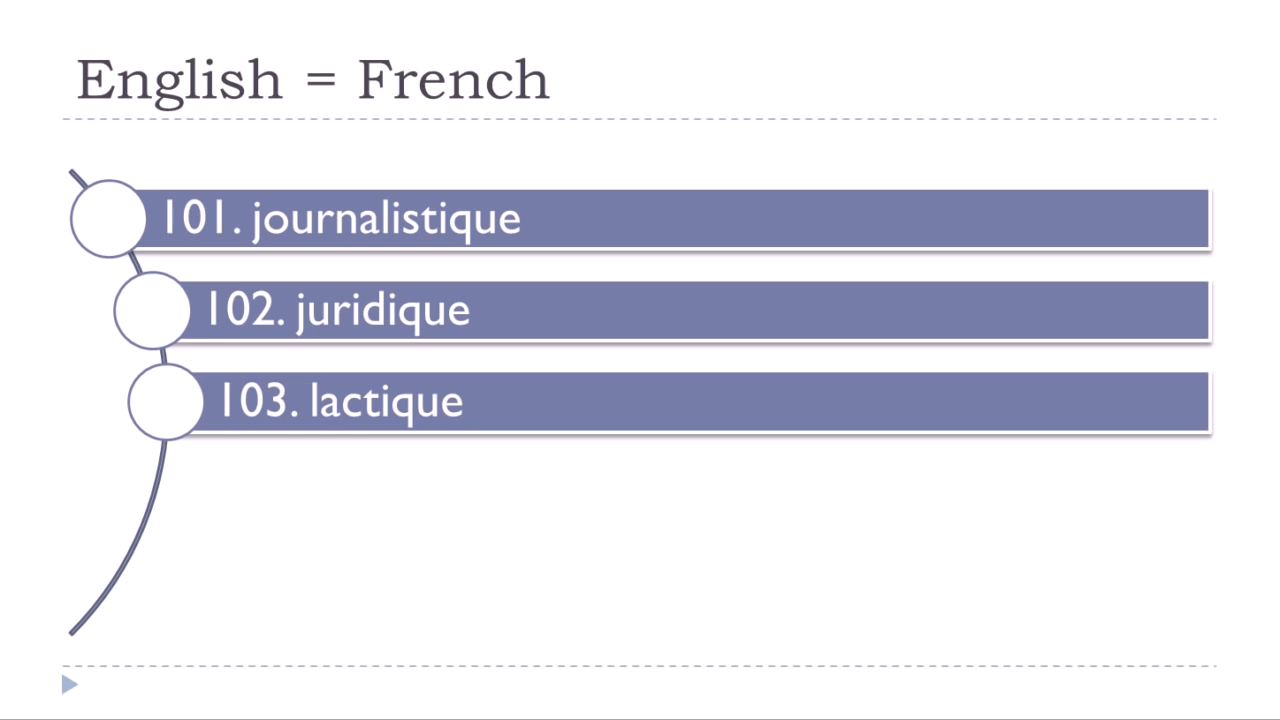 English = French
101. journalistique
102. juridique
103. lactique